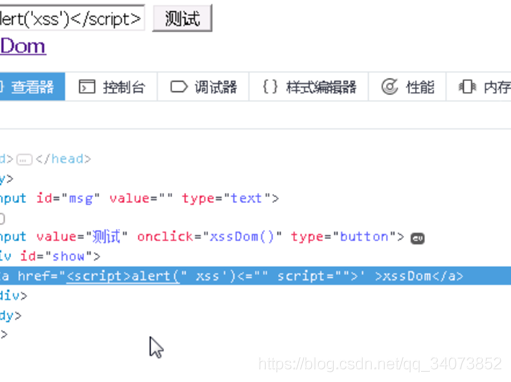 lert('xss')</script> 测试
Dom
查看器 控制台 调试器 {} 样式编辑器 性能 内存
d>…</head>
y>
nput id="msg" value="" type="text">
nput value="测试" onclick="xssDom()" type="button"> ev
iv id="show">
a href="<script>alert(" xss')<="" script="">' >xssDom</a>
div>
dy>
>
https://blog.csdn.net/qq_34073852